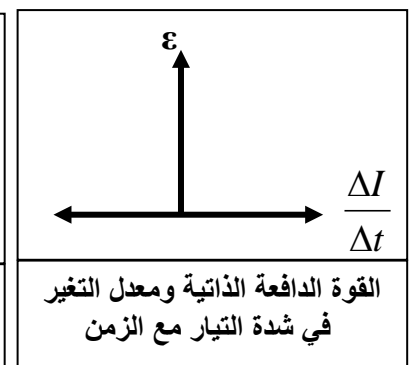 ε
ΔI
Δt
القوة الدافعة الذاتية ومعدل التغير
في شدة التيار مع الزمن